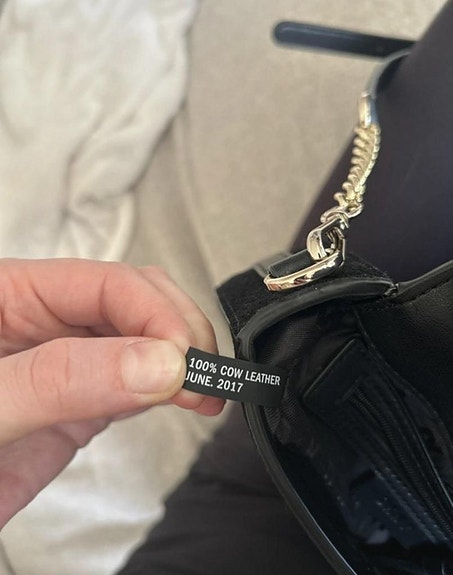 100% COW LEATHER
JUNE. 2017